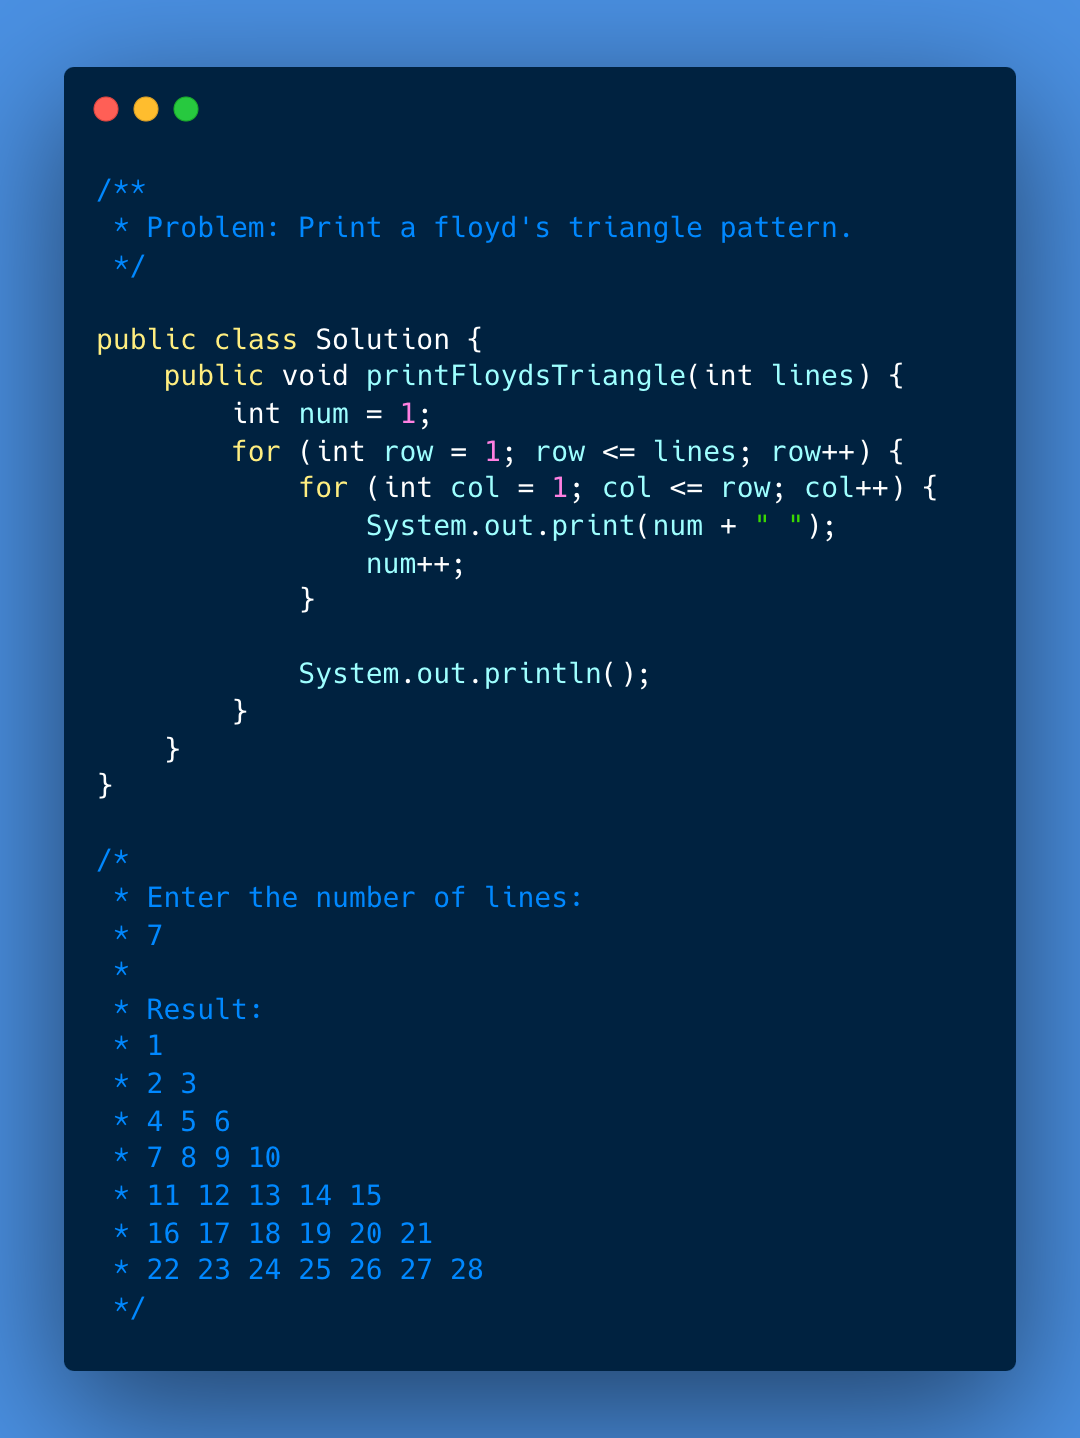 /**
 * Problem: Print a floyd's triangle pattern.
 */

public class Solution {
    public void printFloydsTriangle(int lines) {
        int num = 1;
        for (int row = 1; row <= lines; row++) {
            for (int col = 1; col <= row; col++) {
                System.out.print(num + " ");
                num++;
            }

            System.out.println();
        }
    }
}

/*
 * Enter the number of lines:
 * 7
 *
 * Result:
 * 1
 * 2 3
 * 4 5 6
 * 7 8 9 10
 * 11 12 13 14 15
 * 16 17 18 19 20 21
 * 22 23 24 25 26 27 28
 */